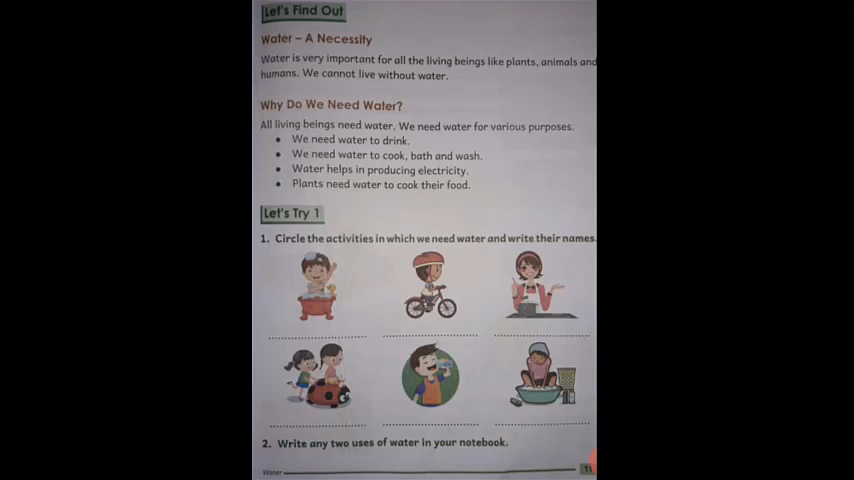 Let's Find Out
Water – A Necessity
Water is very important for all the living beings like plants, animals and
humans. We cannot live without water.
Why Do We Need Water?
All living beings need water. We need water for various purposes.
• We need water to drink.
• We need water to cook, bath and wash.
• Water helps in producing electricity.
• Plants need water to cook their food.
Let's Try 1
1. Circle the activities in which we need water and write their names.
2. Write any two uses of water in your notebook.
Water